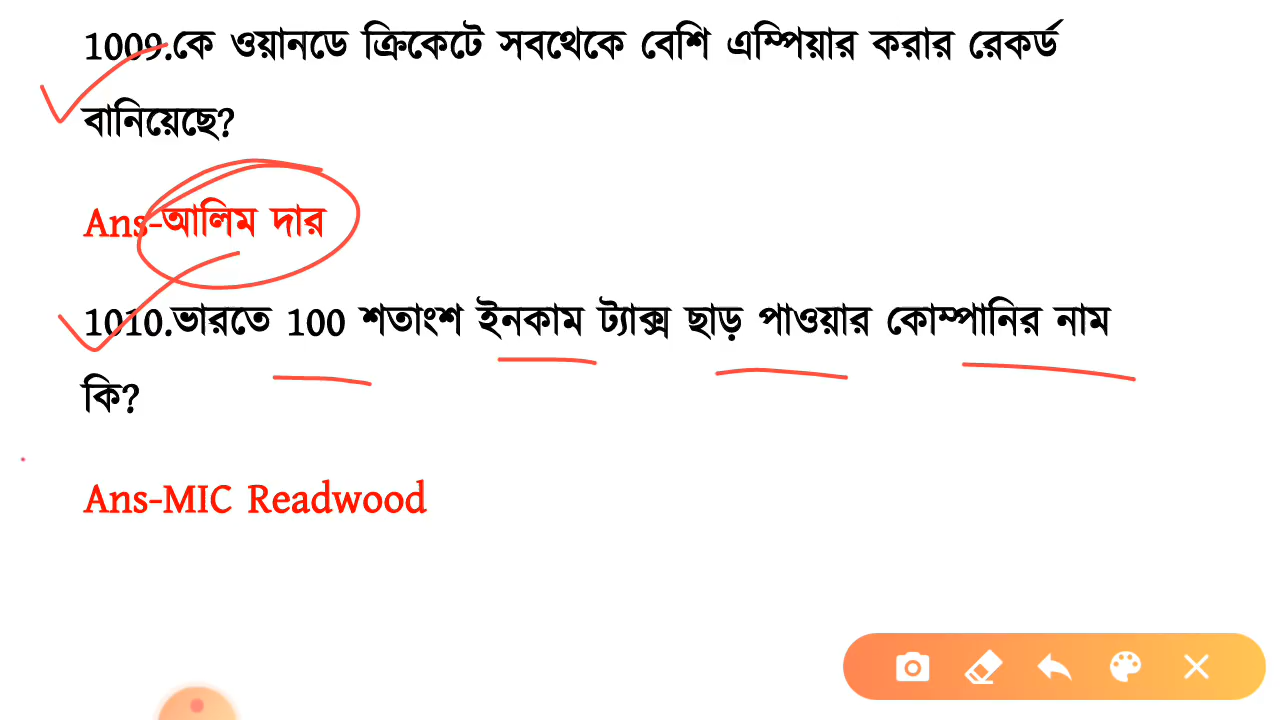 1009.কে ওয়ানডে ক্রিকেটে সবথেকে বেশি এম্পিয়ার করার রেকর্ড
বানিয়েছে?
Ans-আলিম দার
1010.ভারতে 100 শতাংশ ইনকাম ট্যাক্স ছাড় পাওয়ার কোম্পানির নাম
কি?
Ans-MIC Readwood